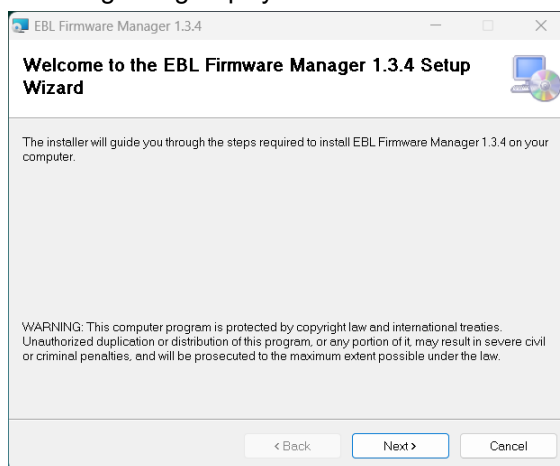 EBL Firmware Manager 1.3.4
Welcome to the EBL Firmware Manager 1.3.4 Setup
Wizard
The installer will guide you through the steps required to install EBL Firmware Manager 1.3.4 on your
computer.
WARNING: This computer program is protected by copyright law and international treaties.
Unauthorized duplication or distribution of this program, or any portion of it, may result in severe civil
or criminal penalties, and will be prosecuted to the maximum extent possible under the law.
< Back
Next >
Cancel